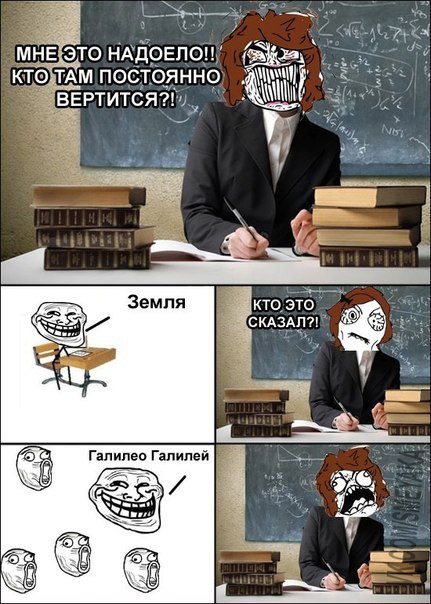 МНЕ ЭТО НАДОЕЛО!!
КТО ТАМ ПОСТОЯННО
ВЕРТИТСЯ?!
Земля
КТО ЭТО
СКАЗАЛ?!
Галилео Галилей